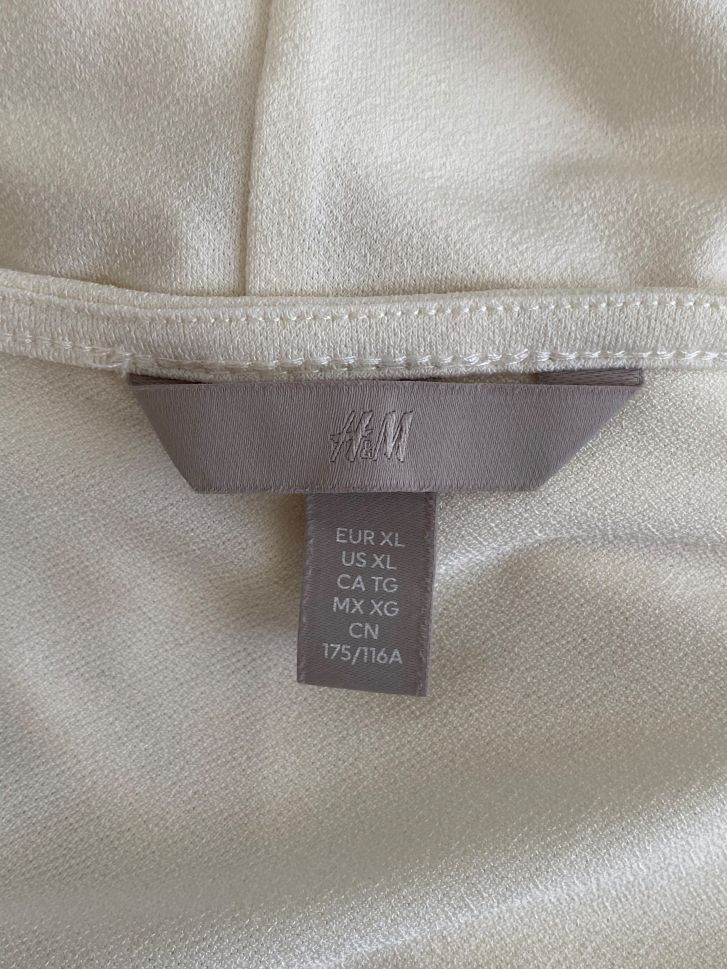 H&M
EUR XL
US XL
CA TG
MX XG
CN
175/116A